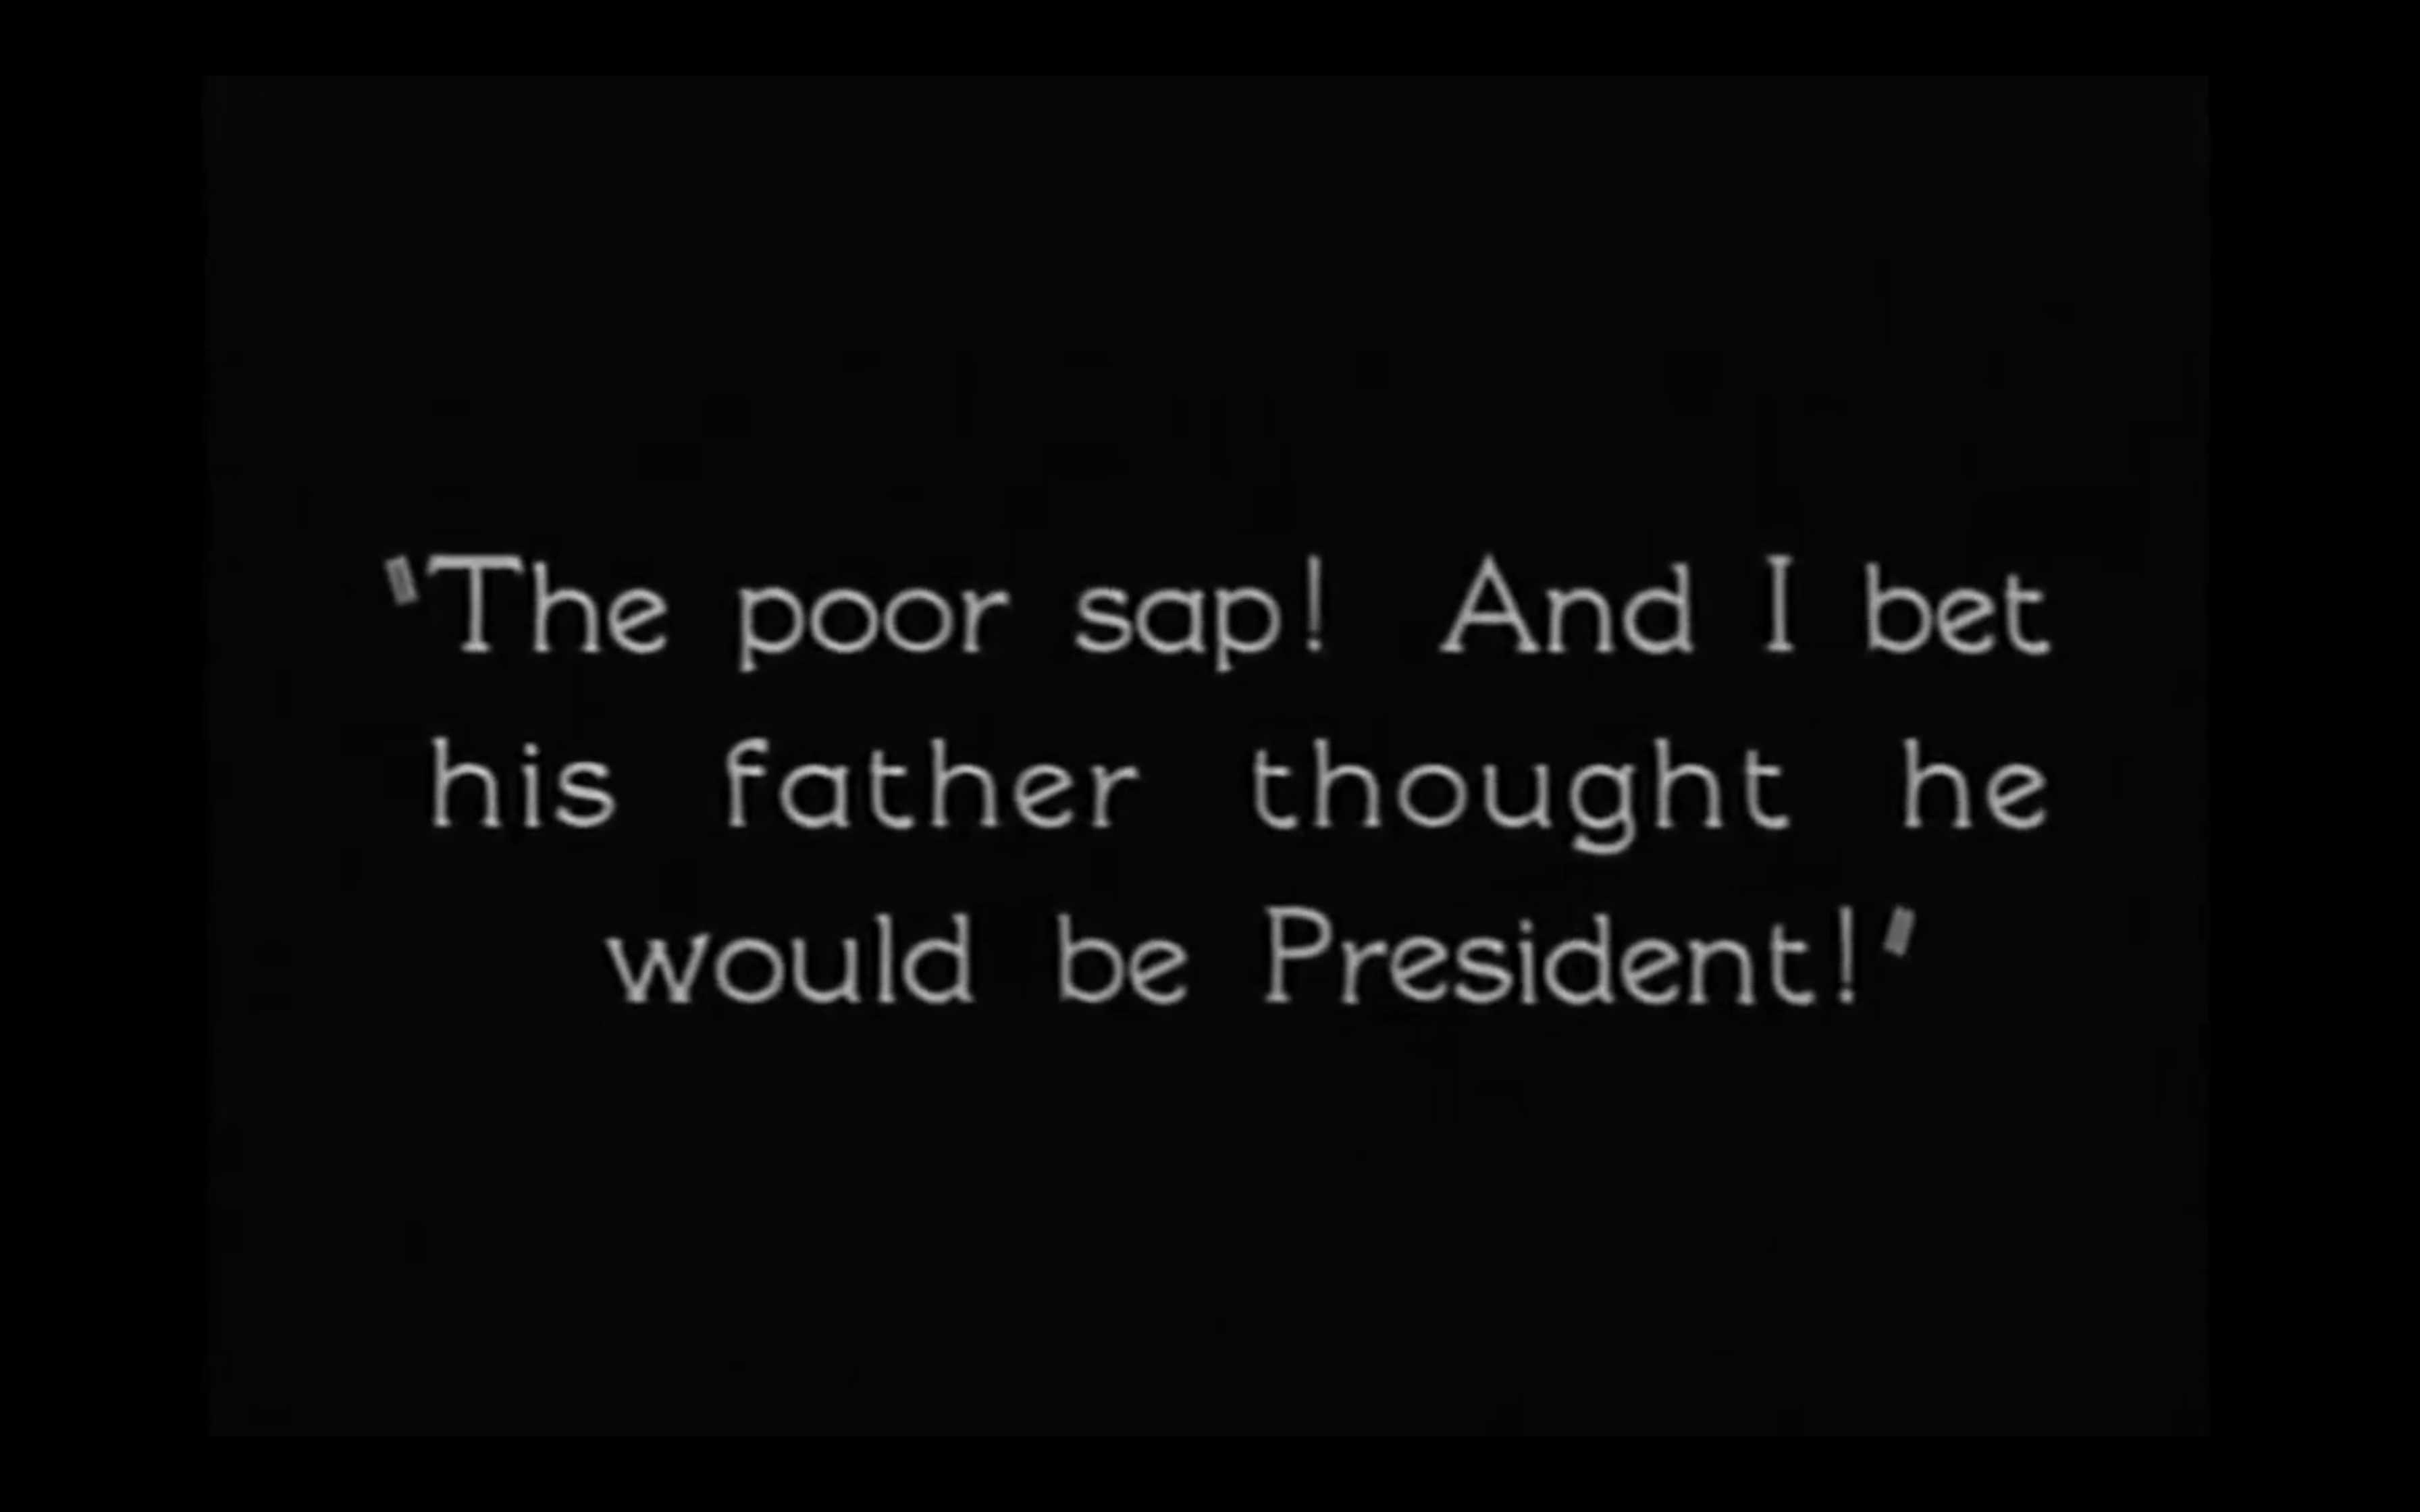 "The poor sap! And I bet
his father thought he
would be President!"